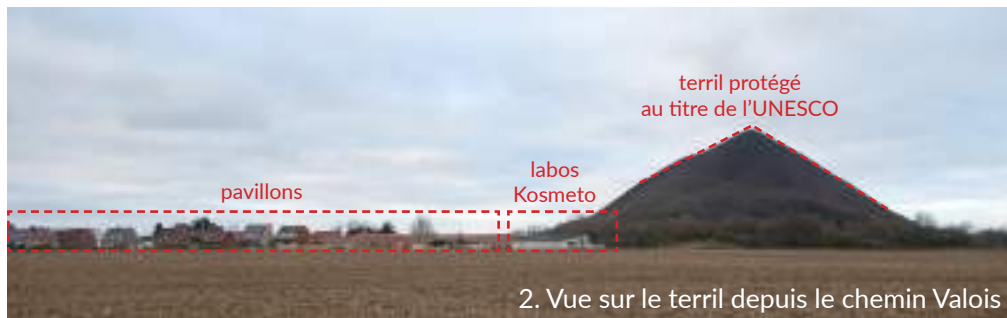 terril protégé
au titre de l'UNESCO
labos
Kosmeto
pavillons
2. Vue sur le terril depuis le chemin Valois